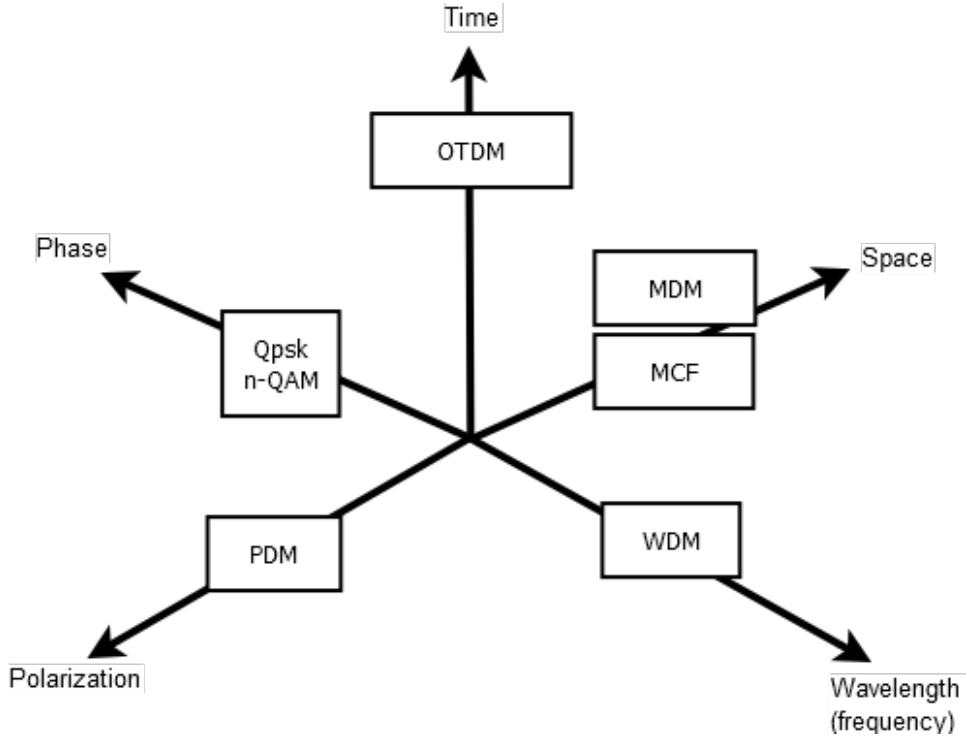 Time
OTDM
Phase
Space
MDM
Qpsk
n-QAM
MCF
PDM
WDM
Polarization
Wavelength
(frequency)